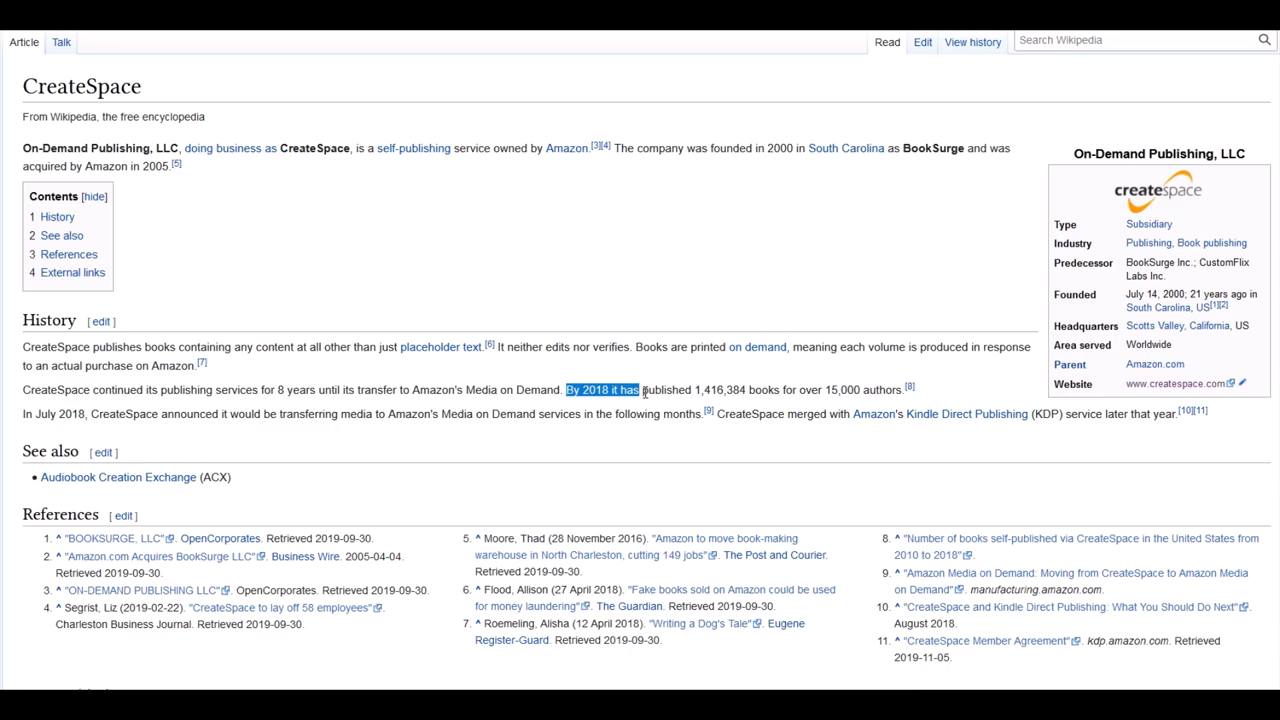 Article Talk Read Edit View history Search Wikipedia
CreateSpace
From Wikipedia, the free encyclopedia
On-Demand Publishing, LLC, doing business as CreateSpace, is a self-publishing service owned by Amazon.[3][4] The company was founded in 2000 in South Carolina as BookSurge and was
acquired by Amazon in 2005.[5]
Contents [hide]
1 History
2 See also
3 References
4 External links
On-Demand Publishing, LLC
createspace
Type Subsidiary
Industry Publishing, Book publishing
Predecessor BookSurge Inc.; CustomFlix
Labs Inc.
Founded July 14, 2000; 21 years ago in
South Carolina, US[1][2]
Headquarters Scotts Valley, California, US
Area served Worldwide
Parent Amazon.com
Website www.createspace.com
History [ edit ]
CreateSpace publishes books containing any content at all other than just placeholder text.[6] It neither edits nor verifies. Books are printed on demand, meaning each volume is produced in response
to an actual purchase on Amazon.[7]
CreateSpace continued its publishing services for 8 years until its transfer to Amazon's Media on Demand. By 2018 it has published 1,416,384 books for over 15,000 authors.[8]
In July 2018, CreateSpace announced it would be transferring media to Amazon's Media on Demand services in the following months.[9] CreateSpace merged with Amazon's Kindle Direct Publishing (KDP) service later that year.[10][11]
See also [ edit ]
• Audiobook Creation Exchange (ACX)
References [ edit ]
1. ^ "BOOKSURGE, LLC". OpenCorporates. Retrieved 2019-09-30.
2. ^ "Amazon.com Acquires BookSurge LLC". Business Wire. 2005-04-04.
Retrieved 2019-09-30.
3. ^ "ON-DEMAND PUBLISHING LLC". OpenCorporates. Retrieved 2019-09-30.
4. ^ Segrist, Liz (2019-02-22). "CreateSpace to lay off 58 employees".
Charleston Business Journal. Retrieved 2019-09-30.
5. ^ Moore, Thad (28 November 2016). "Amazon to move book-making
warehouse in North Charleston, cutting 149 jobs". The Post and Courier.
Retrieved 2019-09-30.
6. ^ Flood, Allison (27 April 2018). "Fake books sold on Amazon could be used
for money laundering". The Guardian. Retrieved 2019-09-30.
7. ^ Roemeling, Alisha (12 April 2018). "Writing a Dog's Tale". Eugene
Register-Guard. Retrieved 2019-09-30.
8. ^ "Number of books self-published via CreateSpace in the United States from
2010 to 2018".
9. ^ "Amazon Media on Demand: Moving from CreateSpace to Amazon Media
on Demand". manufacturing.amazon.com.
10. ^ "CreateSpace and Kindle Direct Publishing: What You Should Do Next".
August 2018.
11. ^ "CreateSpace Member Agreement". kdp.amazon.com. Retrieved
2019-11-05.